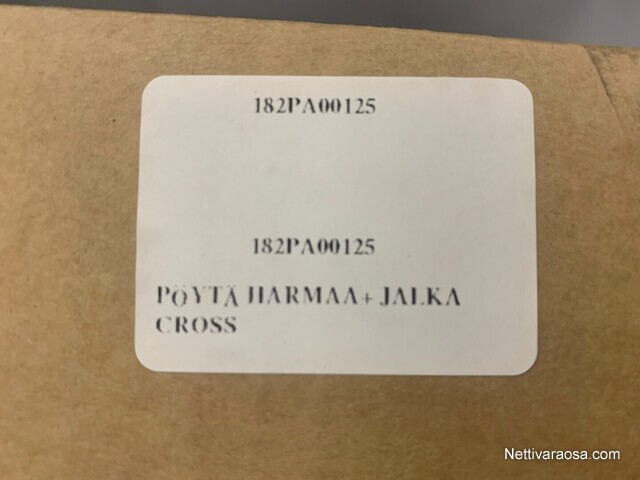 182PA00125
182PA00125
PÖYTÄ HARMAA+ JALKA
CROSS
Nettivaraosa.com